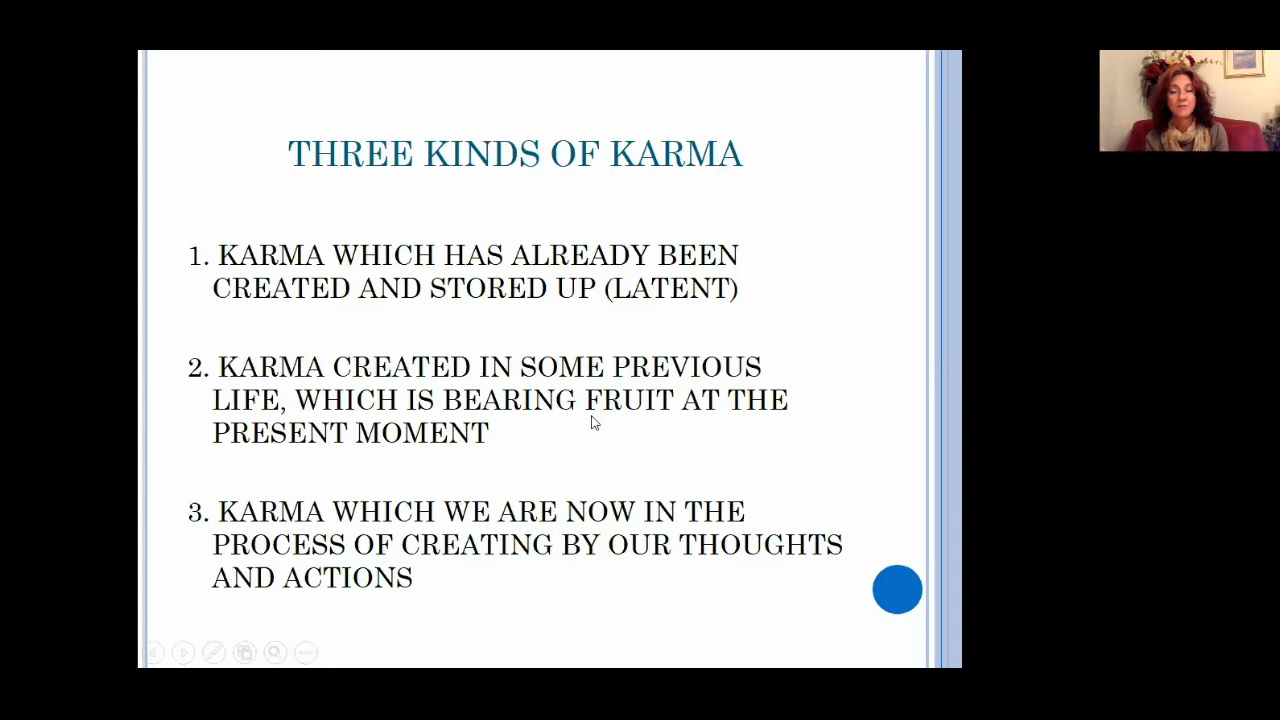 THREE KINDS OF KARMA
1. KARMA WHICH HAS ALREADY BEEN
CREATED AND STORED UP (LATENT)
2. KARMA CREATED IN SOME PREVIOUS
LIFE, WHICH IS BEARING FRUIT AT THE
PRESENT MOMENT
3. KARMA WHICH WE ARE NOW IN THE
PROCESS OF CREATING BY OUR THOUGHTS
AND ACTIONS